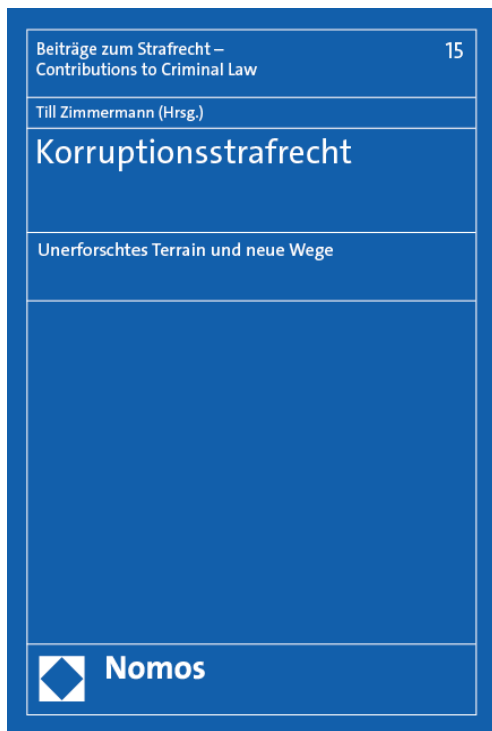 Beiträge zum Strafrecht –
Contributions to Criminal Law
15
Till Zimmermann (Hrsg.)
Korruptionsstrafrecht
Unerforschtes Terrain und neue Wege
Nomos